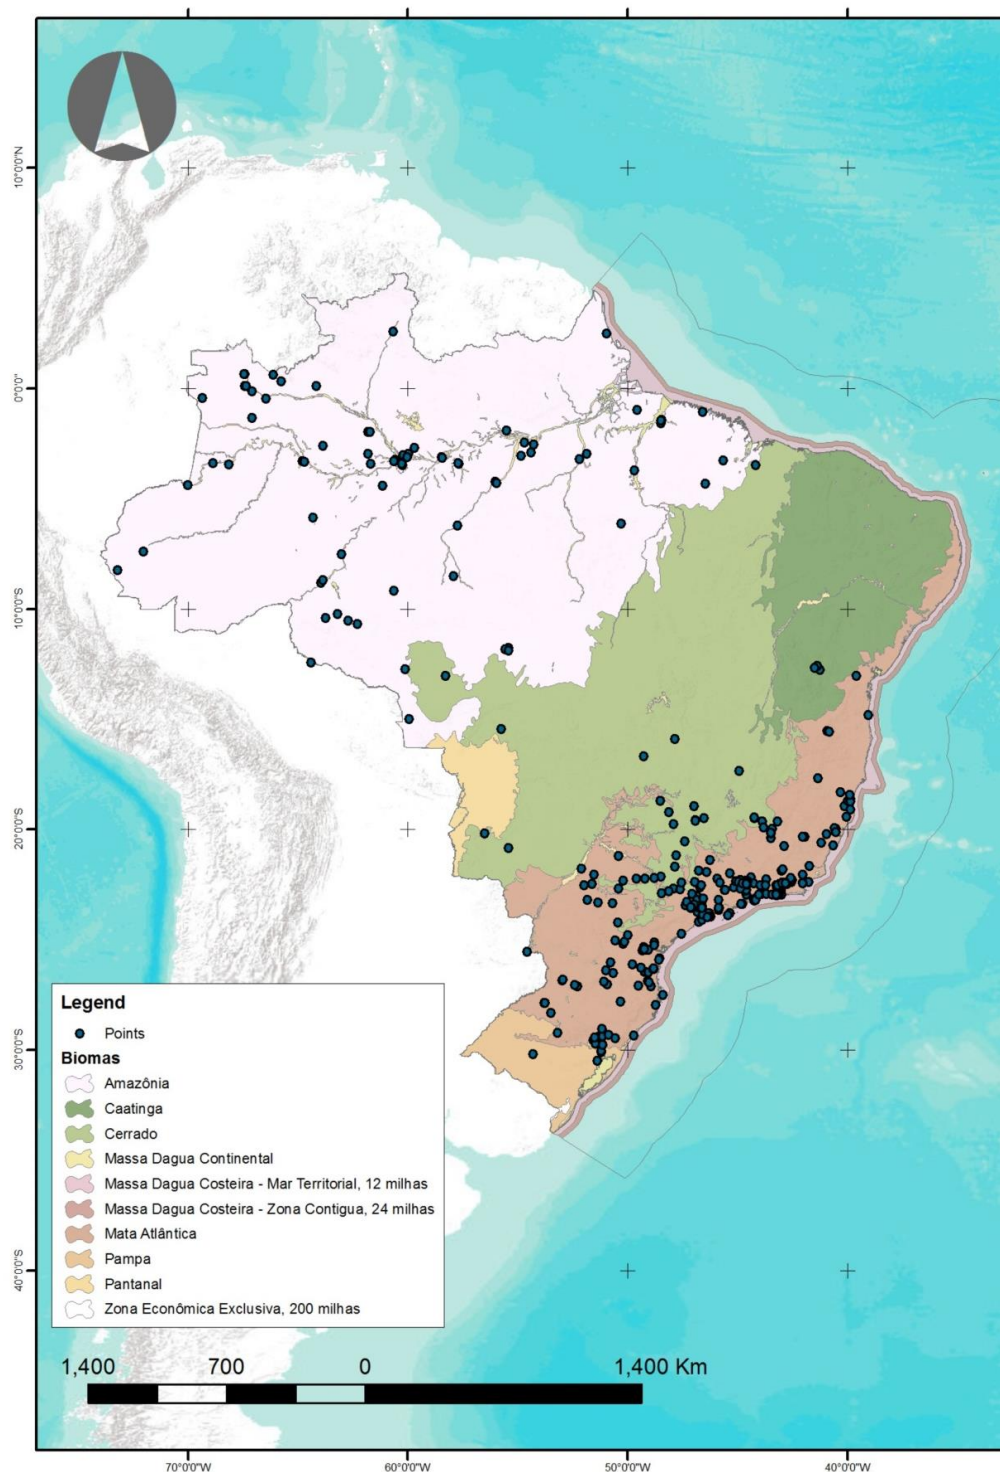 10°0'0"N
0°0'0"
10°0'0"S
20°0'0"S
30°0'0"S
40°0'0"S
Legend
Points
Biomas
Amazônia
Caatinga
Cerrado
Massa Dagua Continental
Massa Dagua Costeira - Mar Territorial, 12 milhas
Massa Dagua Costeira - Zona Contigua, 24 milhas
Mata Atlântica
Pampa
Pantanal
Zona Econômica Exclusiva, 200 milhas
1,400 700 0 1,400 Km
70°0'0"W 60°0'0"W 50°0'0"W 40°0'0"W